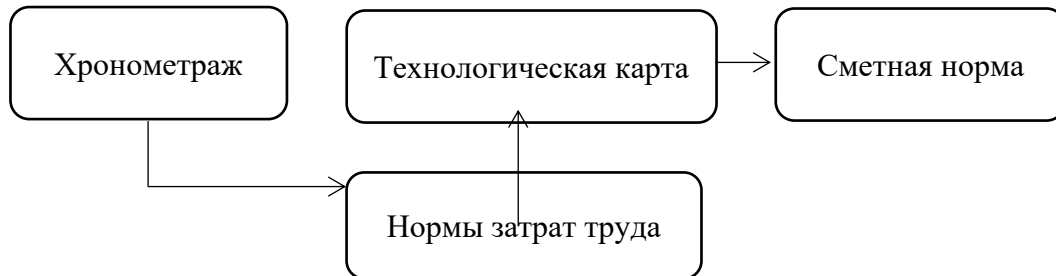 Хронометраж
Технологическая карта
Сметная норма
Нормы затрат труда